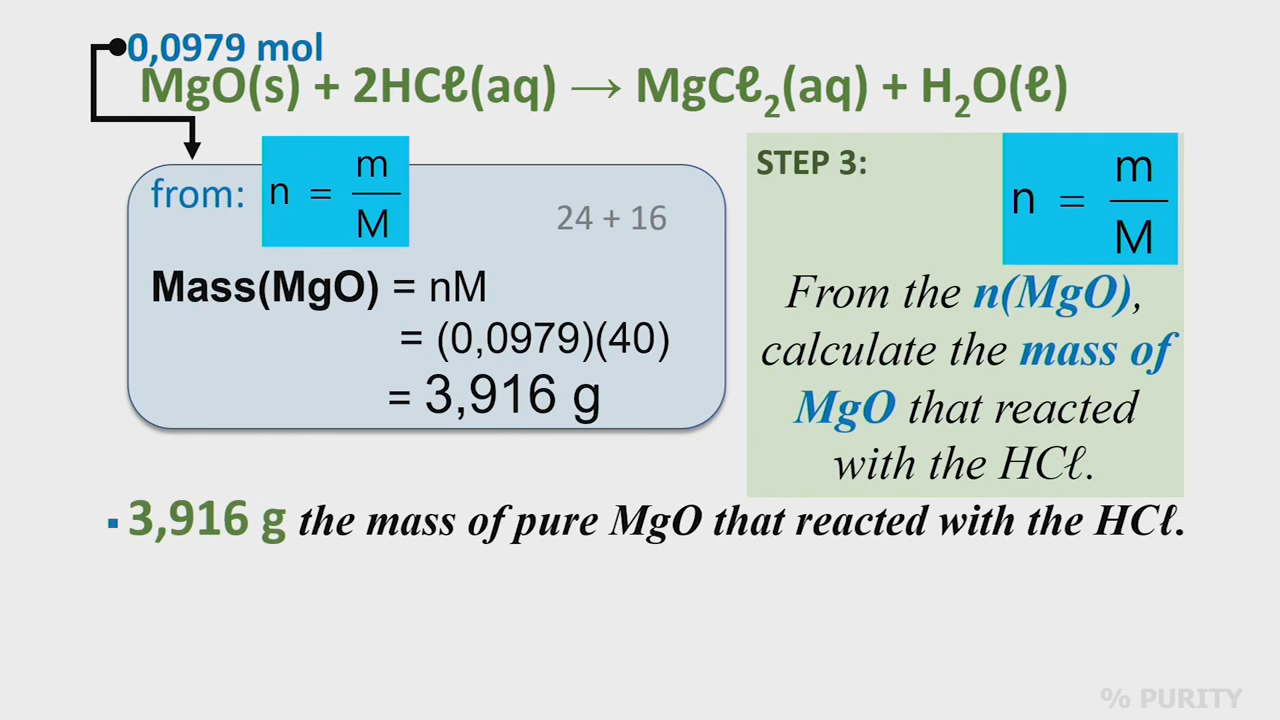 0,0979 mol
MgO(s) + 2HCℓ(aq) → MgCℓ₂(aq) + H₂O(ℓ)
from: n = m/M
24 + 16
Mass(MgO) = nM
= (0,0979)(40)
= 3,916 g
STEP 3:
n = m/M
From the n(MgO),
calculate the mass of
MgO that reacted
with the HCℓ.
▪ 3,916 g the mass of pure MgO that reacted with the HCℓ.
% PURITY